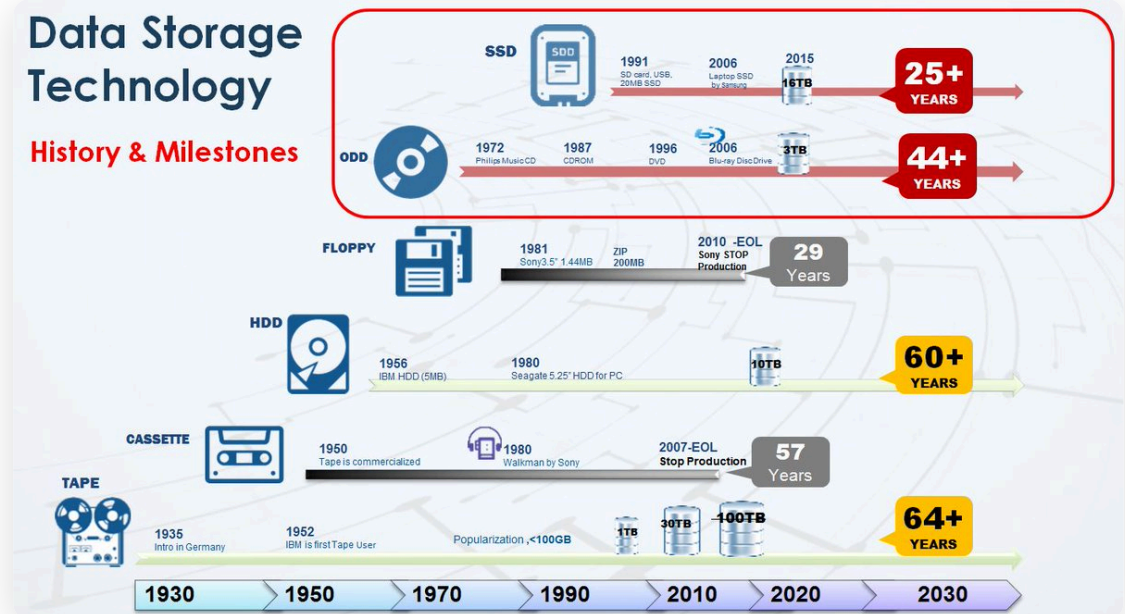 Data Storage
Technology
History & Milestones
SSD
SDD
1991
SD card, USB,
20MB SSD
2006
Laptop SSD
by Samsung
2015
16TB
25+
YEARS
ODD
1972
Philips Music CD
1987
CDROM
1996
DVD
2006
Blu-ray Disc Drive
3TB
44+
YEARS
FLOPPY
1981
Sony3.5" 1.44MB
ZIP
200MB
2010 -EOL
Sony STOP
Production
29
Years
HDD
1956
IBM HDD (5MB)
1980
Seagate 5.25" HDD for PC
10TB
60+
YEARS
CASSETTE
1950
Tape is commercialized
1980
Walkman by Sony
2007-EOL
Stop Production
57
Years
TAPE
1935
Intro in Germany
1952
IBM is first Tape User
Popularization ,<100GB
1TB
30TB
100TB
64+
YEARS
1930
1950
1970
1990
2010
2020
2030